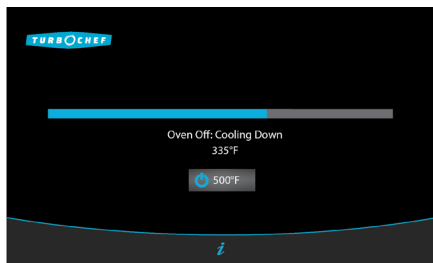 TURBOCHEF
Oven Off: Cooling Down
335°F
500°F
i